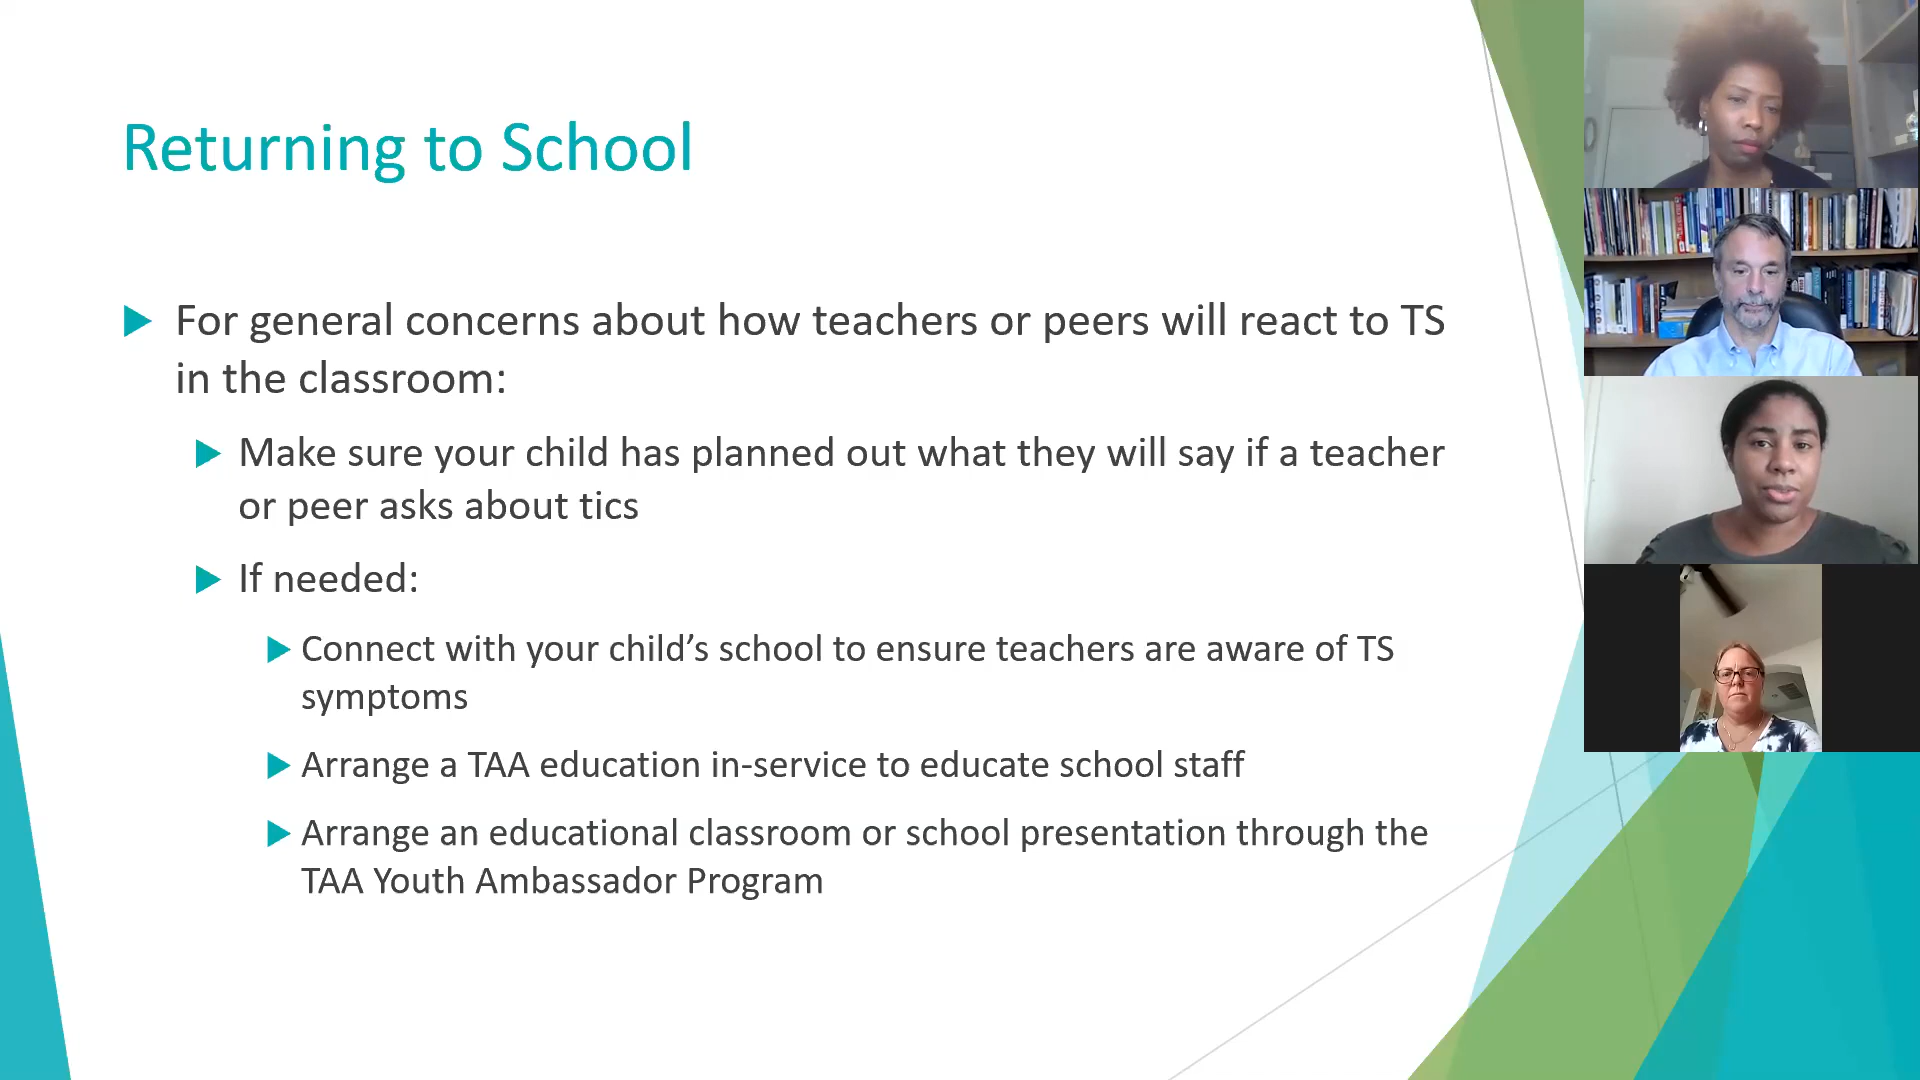 Returning to School
For general concerns about how teachers or peers will react to TS
in the classroom:
Make sure your child has planned out what they will say if a teacher
or peer asks about tics
If needed:
Connect with your child’s school to ensure teachers are aware of TS
symptoms
Arrange a TAA education in-service to educate school staff
Arrange an educational classroom or school presentation through the
TAA Youth Ambassador Program